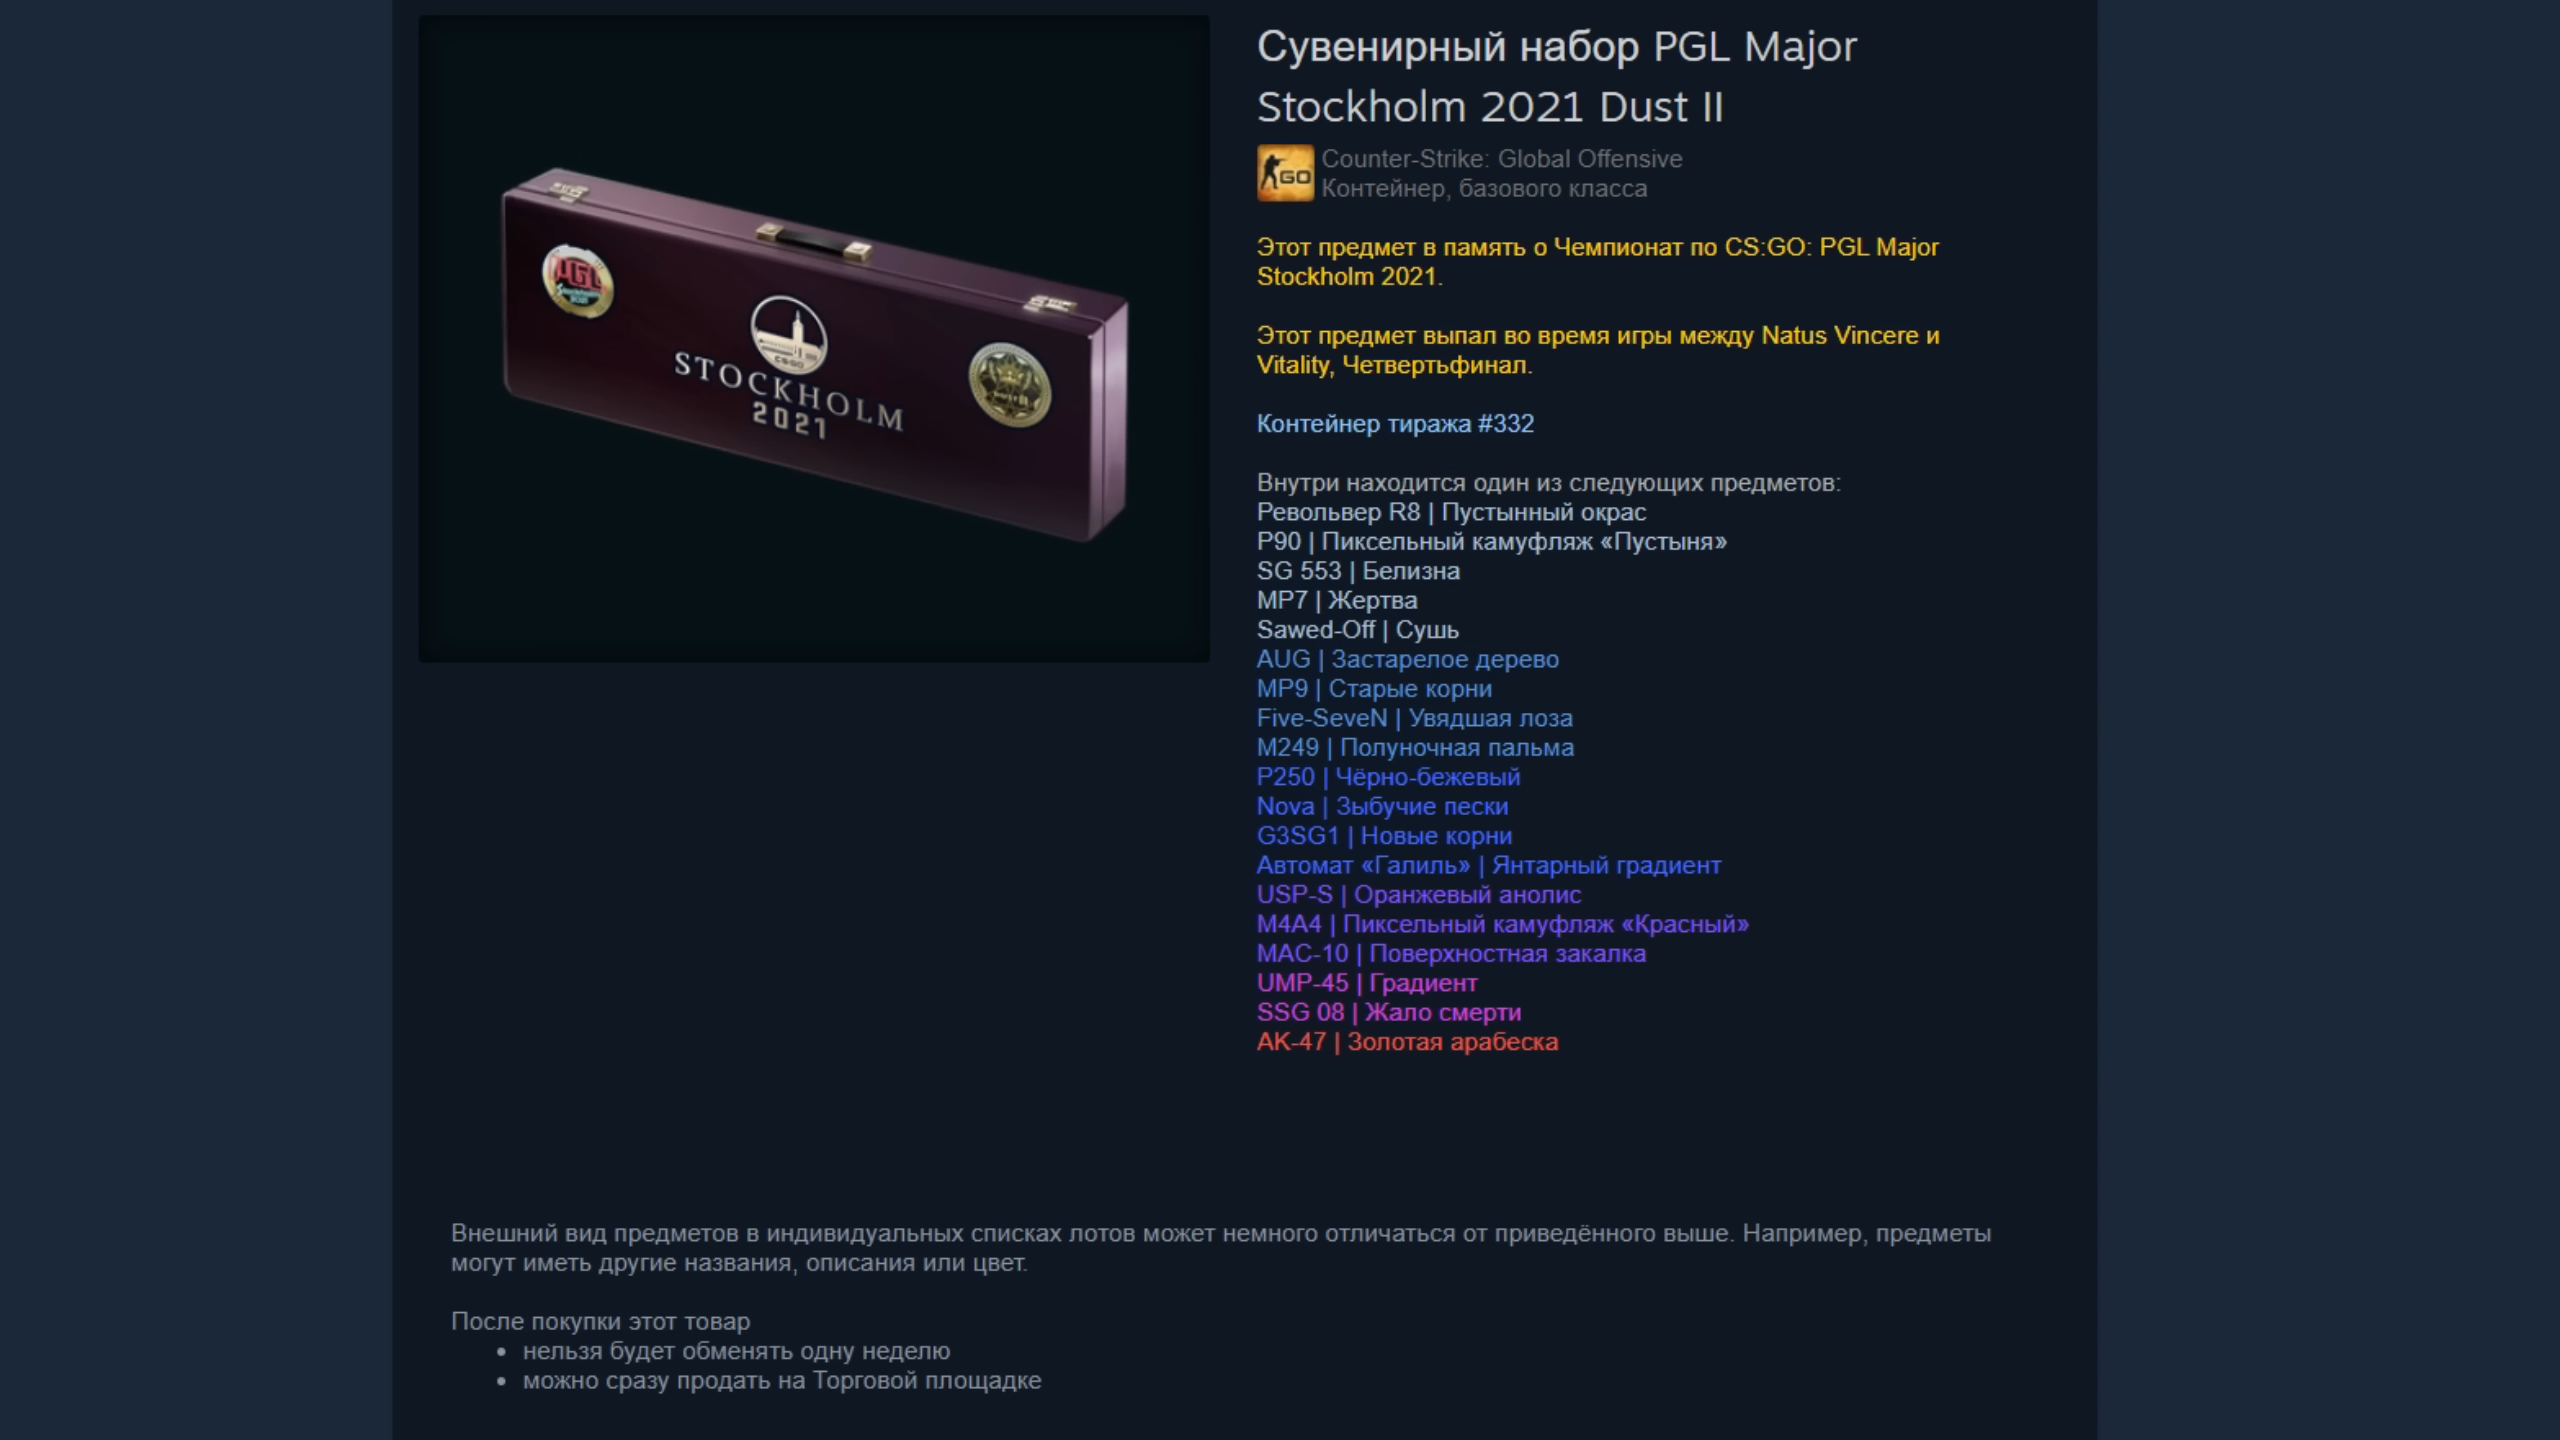 Сувенирный набор PGL Major
Stockholm 2021 Dust II
GO
Counter-Strike: Global Offensive
Контейнер, базового класса
Этот предмет в память о Чемпионат по CS:GO: PGL Major
Stockholm 2021.
Этот предмет выпал во время игры между Natus Vincere и
Vitality, Четвертьфинал.
Контейнер тиража #332
Внутри находится один из следующих предметов:
Револьвер R8 | Пустынный окрас
P90 | Пиксельный камуфляж «Пустыня»
SG 553 | Белизна
MP7 | Жертва
Sawed-Off | Сушь
AUG | Застарелое дерево
MP9 | Старые корни
Five-SeveN | Увядшая лоза
M249 | Полуночная пальма
P250 | Чёрно-бежевый
Nova | Зыбучие пески
G3SG1 | Новые корни
Автомат «Галиль» | Янтарный градиент
USP-S | Оранжевый анолис
M4A4 | Пиксельный камуфляж «Красный»
MAC-10 | Поверхностная закалка
UMP-45 | Градиент
SSG 08 | Жало смерти
AK-47 | Золотая арабеска
PGL
CS:GO
STOCKHOLM
2021
Внешний вид предметов в индивидуальных списках лотов может немного отличаться от приведённого выше. Например, предметы
могут иметь другие названия, описания или цвет.
После покупки этот товар
• нельзя будет обменять одну неделю
• можно сразу продать на Торговой площадке